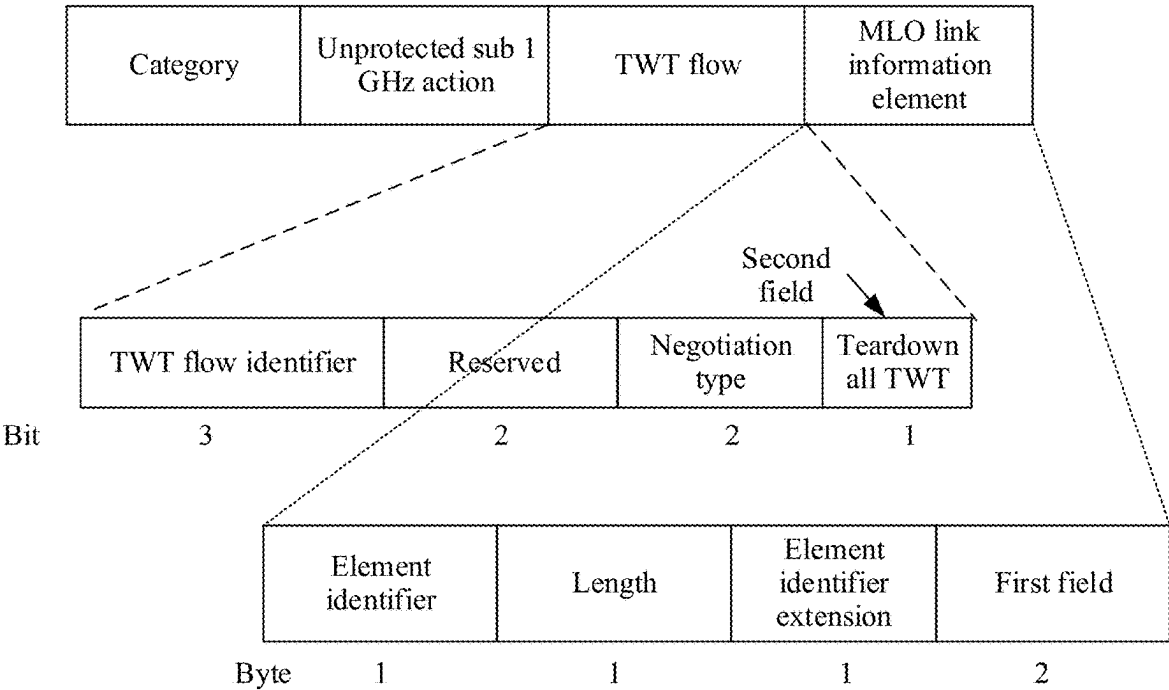 Category
Unprotected sub 1
GHz action
TWT flow
MLO link
information
element
Second
field
TWT flow identifier
Reserved
Negotiation
type
Teardown
all TWT
Bit 3 2 2 1
Element
identifier
Length
Element
identifier
extension
First field
Byte 1 1 1 2